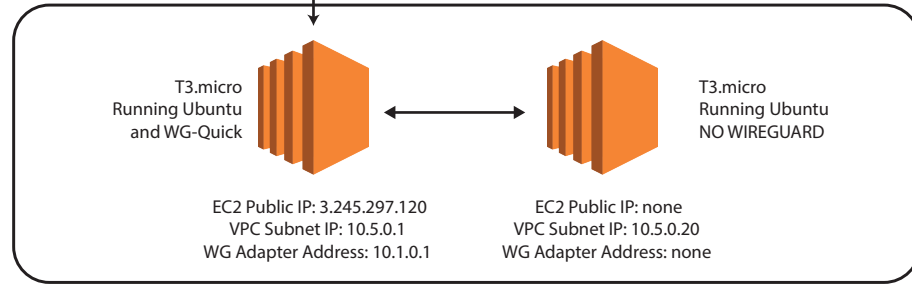 T3.micro
Running Ubuntu
and WG-Quick
T3.micro
Running Ubuntu
NO WIREGUARD
EC2 Public IP: 3.245.297.120
VPC Subnet IP: 10.5.0.1
WG Adapter Address: 10.1.0.1
EC2 Public IP: none
VPC Subnet IP: 10.5.0.20
WG Adapter Address: none